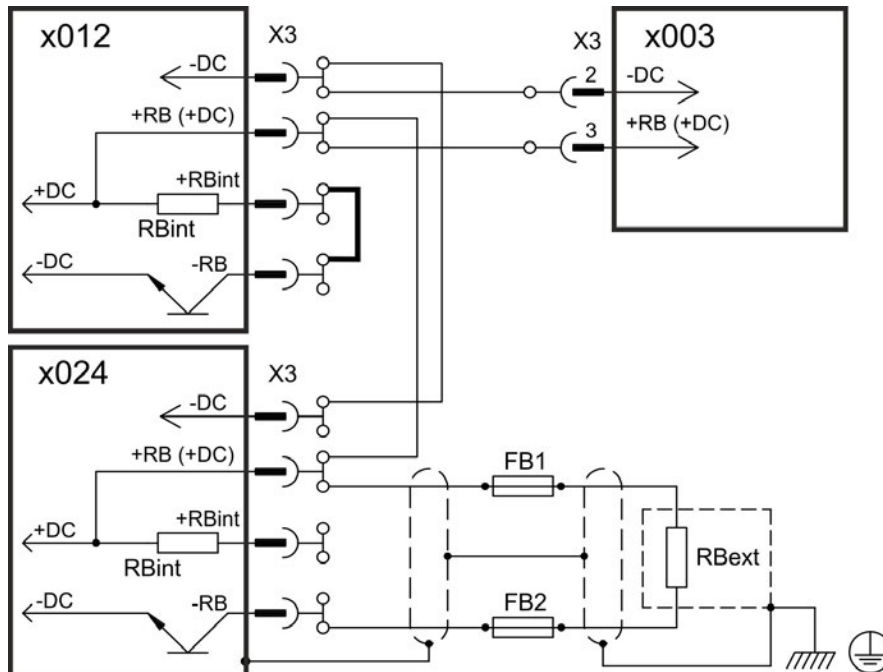 x012
X3
-DC
+RB (+DC)
+RBint
+DC
RBint
-DC
-RB
X3
x003
2
-DC
3
+RB (+DC)
x024
X3
-DC
+RB (+DC)
+RBint
+DC
RBint
-DC
-RB
FB1
FB2
RBext